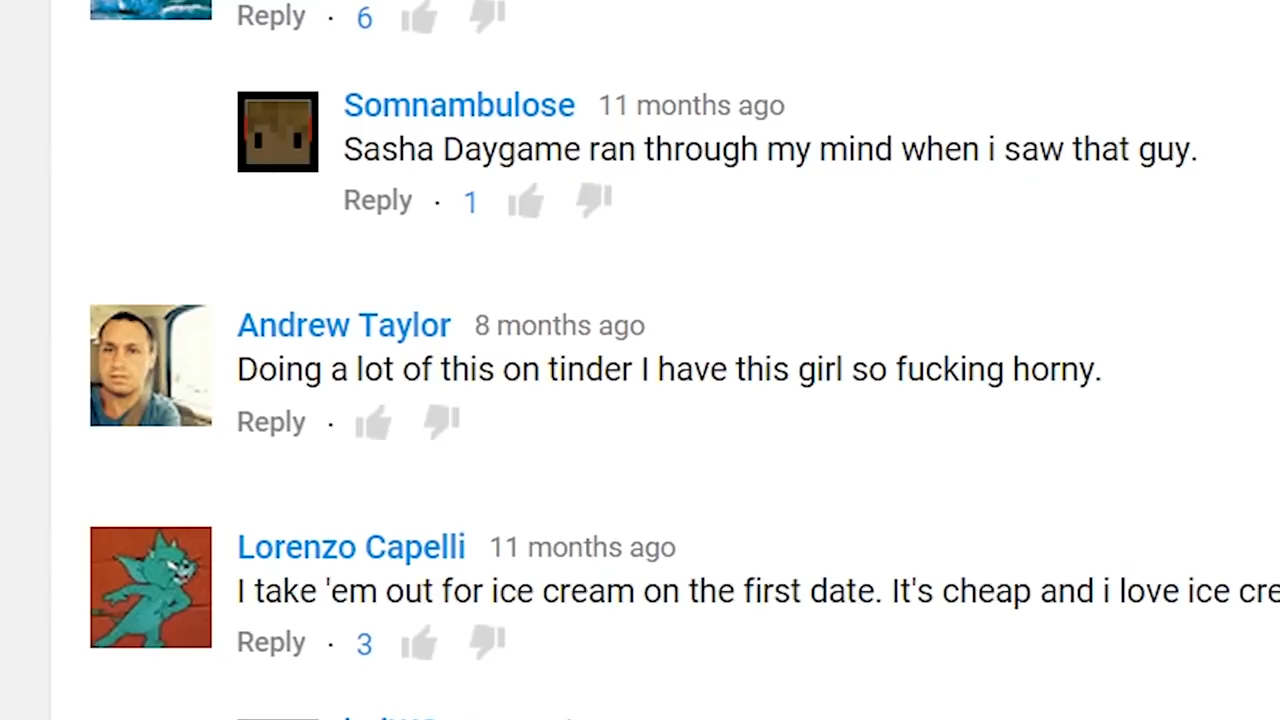 Reply · 6
Somnambulose 11 months ago
Sasha Daygame ran through my mind when i saw that guy.
Reply · 1
Andrew Taylor 8 months ago
Doing a lot of this on tinder I have this girl so fucking horny.
Reply ·
Lorenzo Capelli 11 months ago
I take 'em out for ice cream on the first date. It's cheap and i love ice cre
Reply · 3